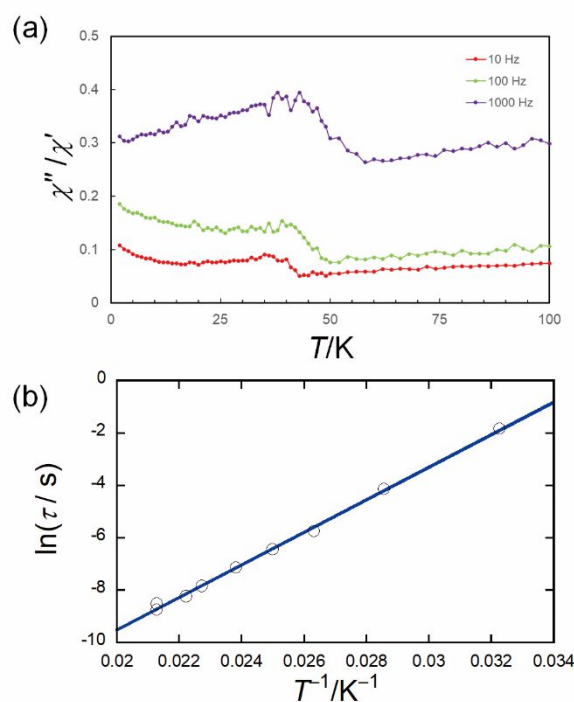 (a)
0.5
0.4
0.3
0.2
0.1
0
χ″/χ′
10 Hz
100 Hz
1000 Hz
0 25 50 75 100
T/K
(b)
0
-2
-4
-6
-8
-10
ln(τ/ s)
0.02 0.022 0.024 0.026 0.028 0.03 0.032 0.034
T⁻¹/K⁻¹